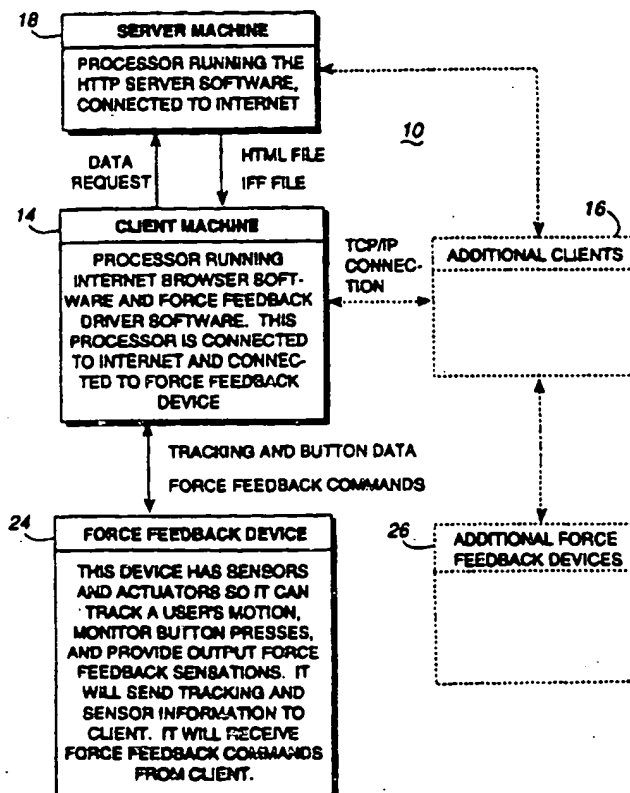 18
SERVER MACHINE
PROCESSOR RUNNING THE
HTTP SERVER SOFTWARE,
CONNECTED TO INTERNET
10
DATA
REQUEST
HTML FILE
IFF FILE
14
CLIENT MACHINE
PROCESSOR RUNNING
INTERNET BROWSER SOFT-
WARE AND FORCE FEEDBACK
DRIVER SOFTWARE. THIS
PROCESSOR IS CONNECTED
TO INTERNET AND CONNEC-
TED TO FORCE FEEDBACK
DEVICE
TCP/IP
CONNEC-
TION
16
ADDITIONAL CLIENTS
TRACKING AND BUTTON DATA
FORCE FEEDBACK COMMANDS
24
FORCE FEEDBACK DEVICE
THIS DEVICE HAS SENSORS
AND ACTUATORS SO IT CAN
TRACK A USER'S MOTION,
MONITOR BUTTON PRESSES,
AND PROVIDE OUTPUT FORCE
FEEDBACK SENSATIONS. IT
WILL SEND TRACKING AND
SENSOR INFORMATION TO
CLIENT. IT WILL RECEIVE
FORCE FEEDBACK COMMANDS
FROM CLIENT.
26
ADDITIONAL FORCE
FEEDBACK DEVICES